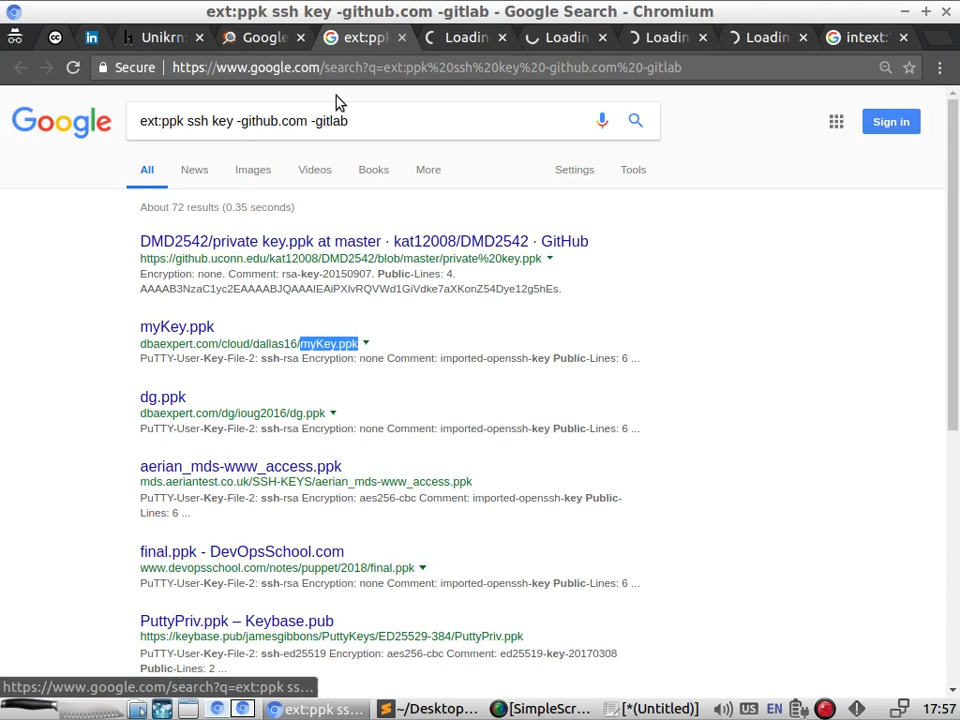 ext:ppk ssh key -github.com -gitlab - Google Search - Chromium
Unikrn: Google ext:pp Loadin Loadin Loadin Loadin intext:
Secure | https://www.google.com/search?q=ext:ppk%20ssh%20key%20-github.com%20-gitlab
Google ext:ppk ssh key -github.com -gitlab Sign in
All News Images Videos Books More Settings Tools
About 72 results (0.35 seconds)
DMD2542/private key.ppk at master · kat12008/DMD2542 · GitHub
https://github.uconn.edu/kat12008/DMD2542/blob/master/private%20key.ppk
Encryption: none. Comment: rsa-key-20150907. Public-Lines: 4.
AAAAB3NzaC1yc2EAAAABJQAAAIEAiPXlvRQVWd1GiVdke7aXKonZ54Dye12g5hEs.
myKey.ppk
dbaexpert.com/cloud/dallas16/myKey.ppk
PuTTY-User-Key-File-2: ssh-rsa Encryption: none Comment: imported-openssh-key Public-Lines: 6 ...
dg.ppk
dbaexpert.com/dg/ioug2016/dg.ppk
PuTTY-User-Key-File-2: ssh-rsa Encryption: none Comment: imported-openssh-key Public-Lines: 6 ...
aerian_mds-www_access.ppk
mds.aeriantest.co.uk/SSH-KEYS/aerian_mds-www_access.ppk
PuTTY-User-Key-File-2: ssh-rsa Encryption: aes256-cbc Comment: imported-openssh-key Public-
Lines: 6 ...
final.ppk - DevOpsSchool.com
www.devopsschool.com/notes/puppet/2018/final.ppk
PuTTY-User-Key-File-2: ssh-rsa Encryption: none Comment: imported-openssh-key Public-Lines: 6 ...
PuttyPriv.ppk – Keybase.pub
https://keybase.pub/jamesgibbons/PuttyKeys/ED25529-384/PuttyPriv.ppk
PuTTY-User-Key-File-2: ssh-ed25519 Encryption: aes256-cbc Comment: ed25519-key-20170308
Public-Lines: 2 ...
https://www.google.com/search?q=ext:ppk ss...
ext:ppk ss... ~/Desktop... [SimpleScr... [*(Untitled)] US EN 17:57